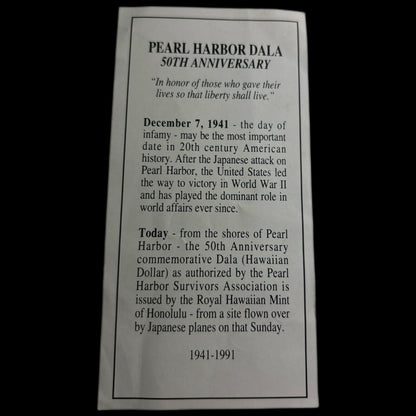 PEARL HARBOR DALA
50TH ANNIVERSARY
"In honor of those who gave their
lives so that liberty shall live."
December 7, 1941 - the day of
infamy - may be the most important
date in 20th century American
history. After the Japanese attack on
Pearl Harbor, the United States led
the way to victory in World War II
and has played the dominant role in
world affairs ever since.
Today - from the shores of Pearl
Harbor - the 50th Anniversary
commemorative Dala (Hawaiian
Dollar) as authorized by the Pearl
Harbor Survivors Association is
issued by the Royal Hawaiian Mint
of Honolulu - from a site flown over
by Japanese planes on that Sunday.
1941-1991